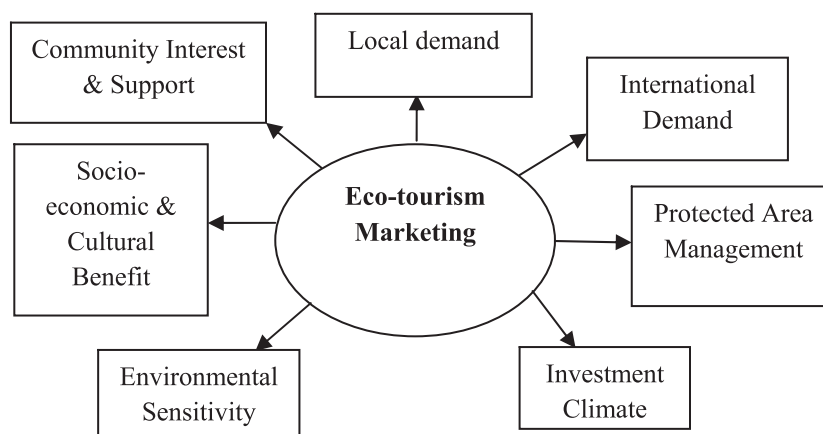 Community Interest
& Support
Local demand
International
Demand
Socio-
economic &
Cultural
Benefit
Eco-tourism
Marketing
Protected Area
Management
Environmental
Sensitivity
Investment
Climate